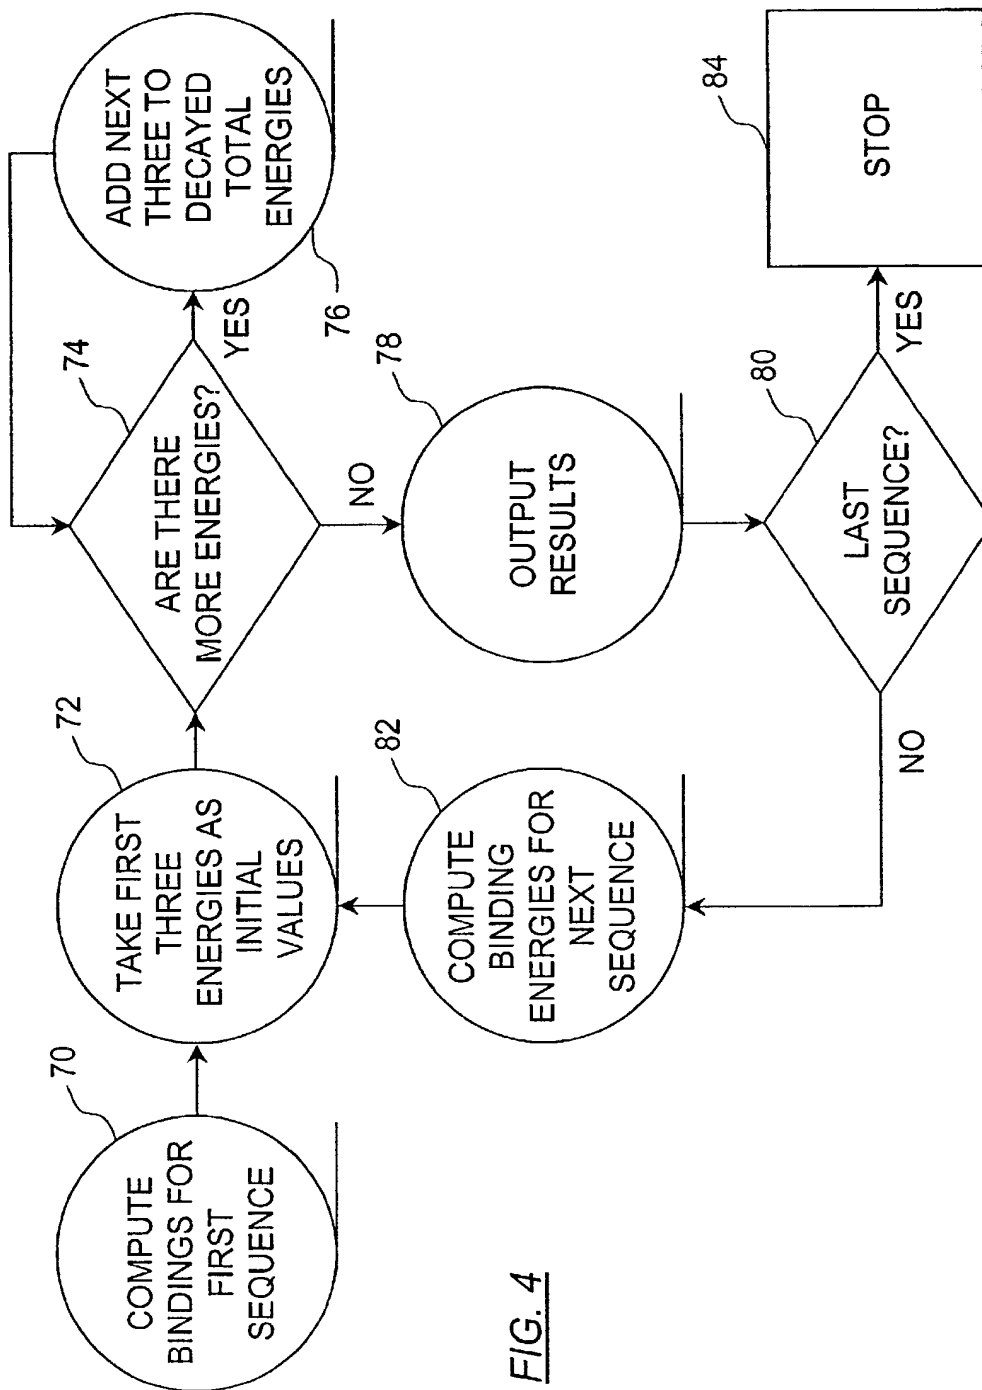 70
COMPUTE
BINDINGS FOR
FIRST
SEQUENCE
72
TAKE FIRST
THREE
ENERGIES AS
INITIAL
VALUES
74
ARE THERE
MORE ENERGIES?
YES
NO
76
ADD NEXT
THREE TO
DECAYED
TOTAL
ENERGIES
78
OUTPUT
RESULTS
80
LAST
SEQUENCE?
YES
NO
82
COMPUTE
BINDING
ENERGIES FOR
NEXT
SEQUENCE
84
STOP
FIG. 4